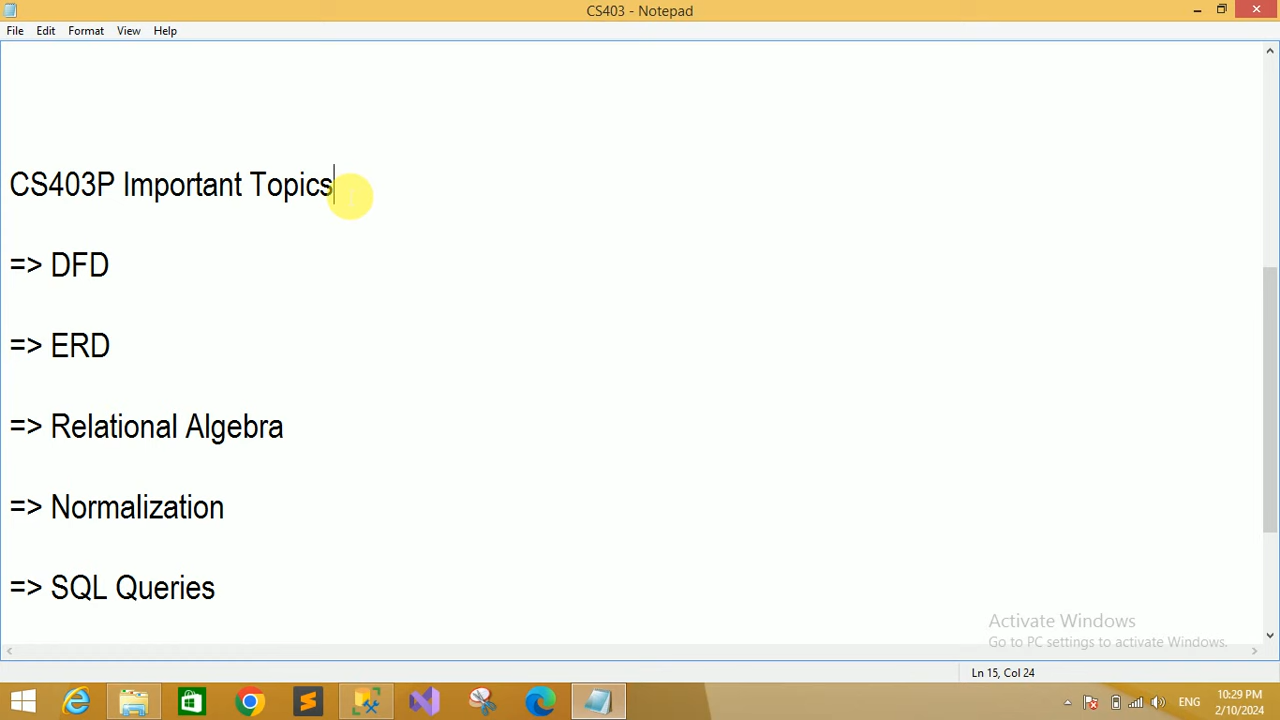 CS403 - Notepad
File Edit Format View Help
CS403P Important Topics
=> DFD
=> ERD
=> Relational Algebra
=> Normalization
=> SQL Queries
Activate Windows
Go to PC settings to activate Windows.
Ln 15, Col 24
ENG
10:29 PM
2/10/2024